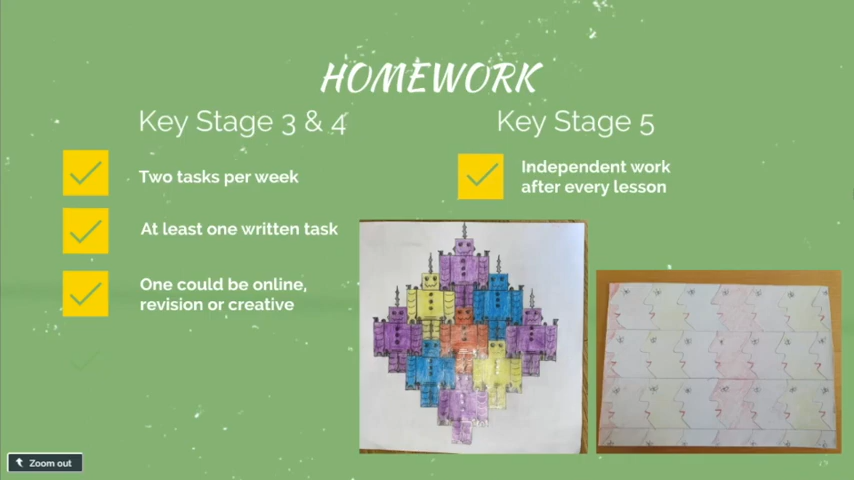 HOMEWORK
Key Stage 3 & 4
Two tasks per week
At least one written task
One could be online,
revision or creative
Key Stage 5
Independent work
after every lesson
Zoom out